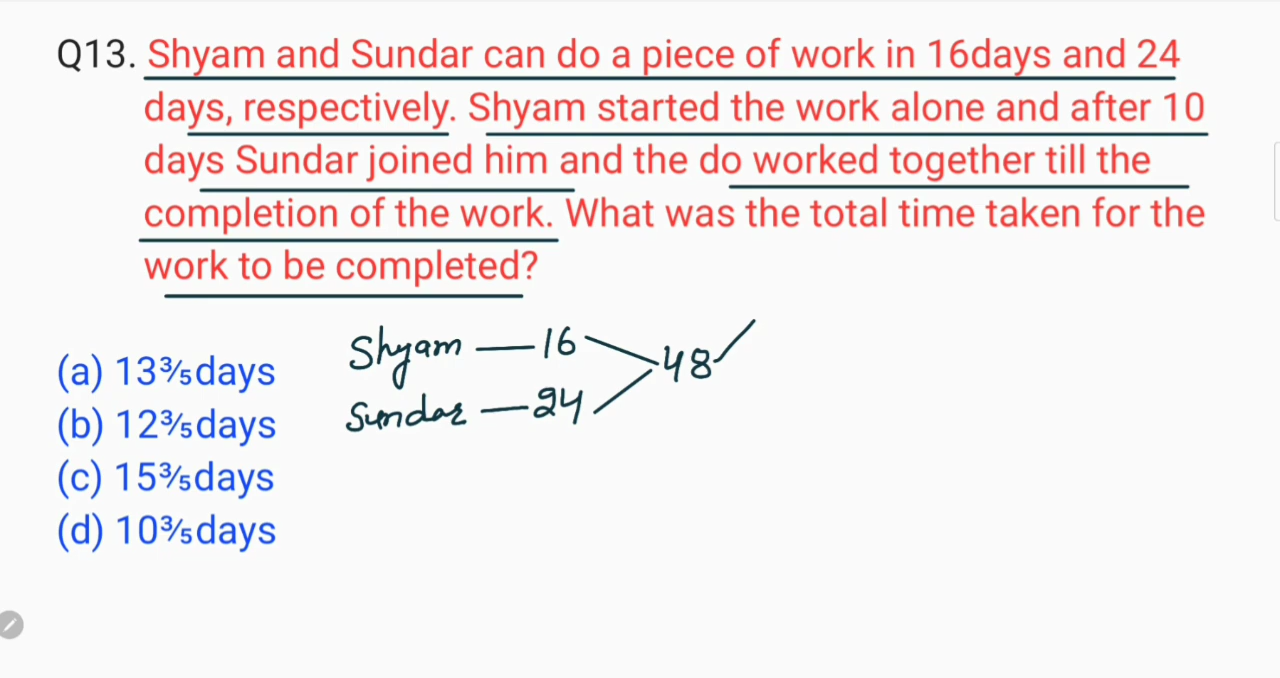 Q13. Shyam and Sundar can do a piece of work in 16days and 24
days, respectively. Shyam started the work alone and after 10
days Sundar joined him and the do worked together till the
completion of the work. What was the total time taken for the
work to be completed?
(a) 13⅗days
(b) 12⅗days
(c) 15⅗days
(d) 10⅗days
Shyam — 16
Sundar — 24
48